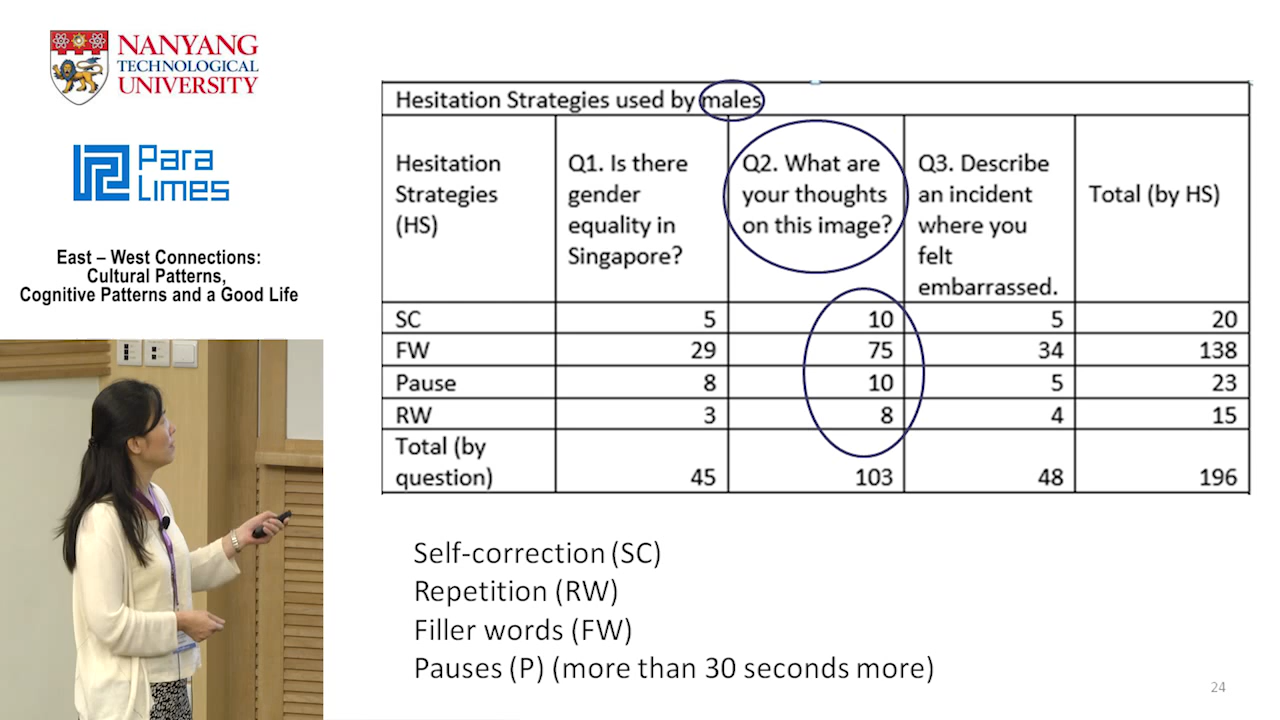 NANYANG
TECHNOLOGICAL
UNIVERSITY
Para
Limes
East – West Connections:
Cultural Patterns,
Cognitive Patterns and a Good Life
Hesitation Strategies used by males
Hesitation
Strategies
(HS)
Q1. Is there
gender
equality in
Singapore?
Q2. What are
your thoughts
on this image?
Q3. Describe
an incident
where you
felt
embarrassed.
Total (by HS)
SC 5 10 5 20
FW 29 75 34 138
Pause 8 10 5 23
RW 3 8 4 15
Total (by
question) 45 103 48 196
Self-correction (SC)
Repetition (RW)
Filler words (FW)
Pauses (P) (more than 30 seconds more)
24